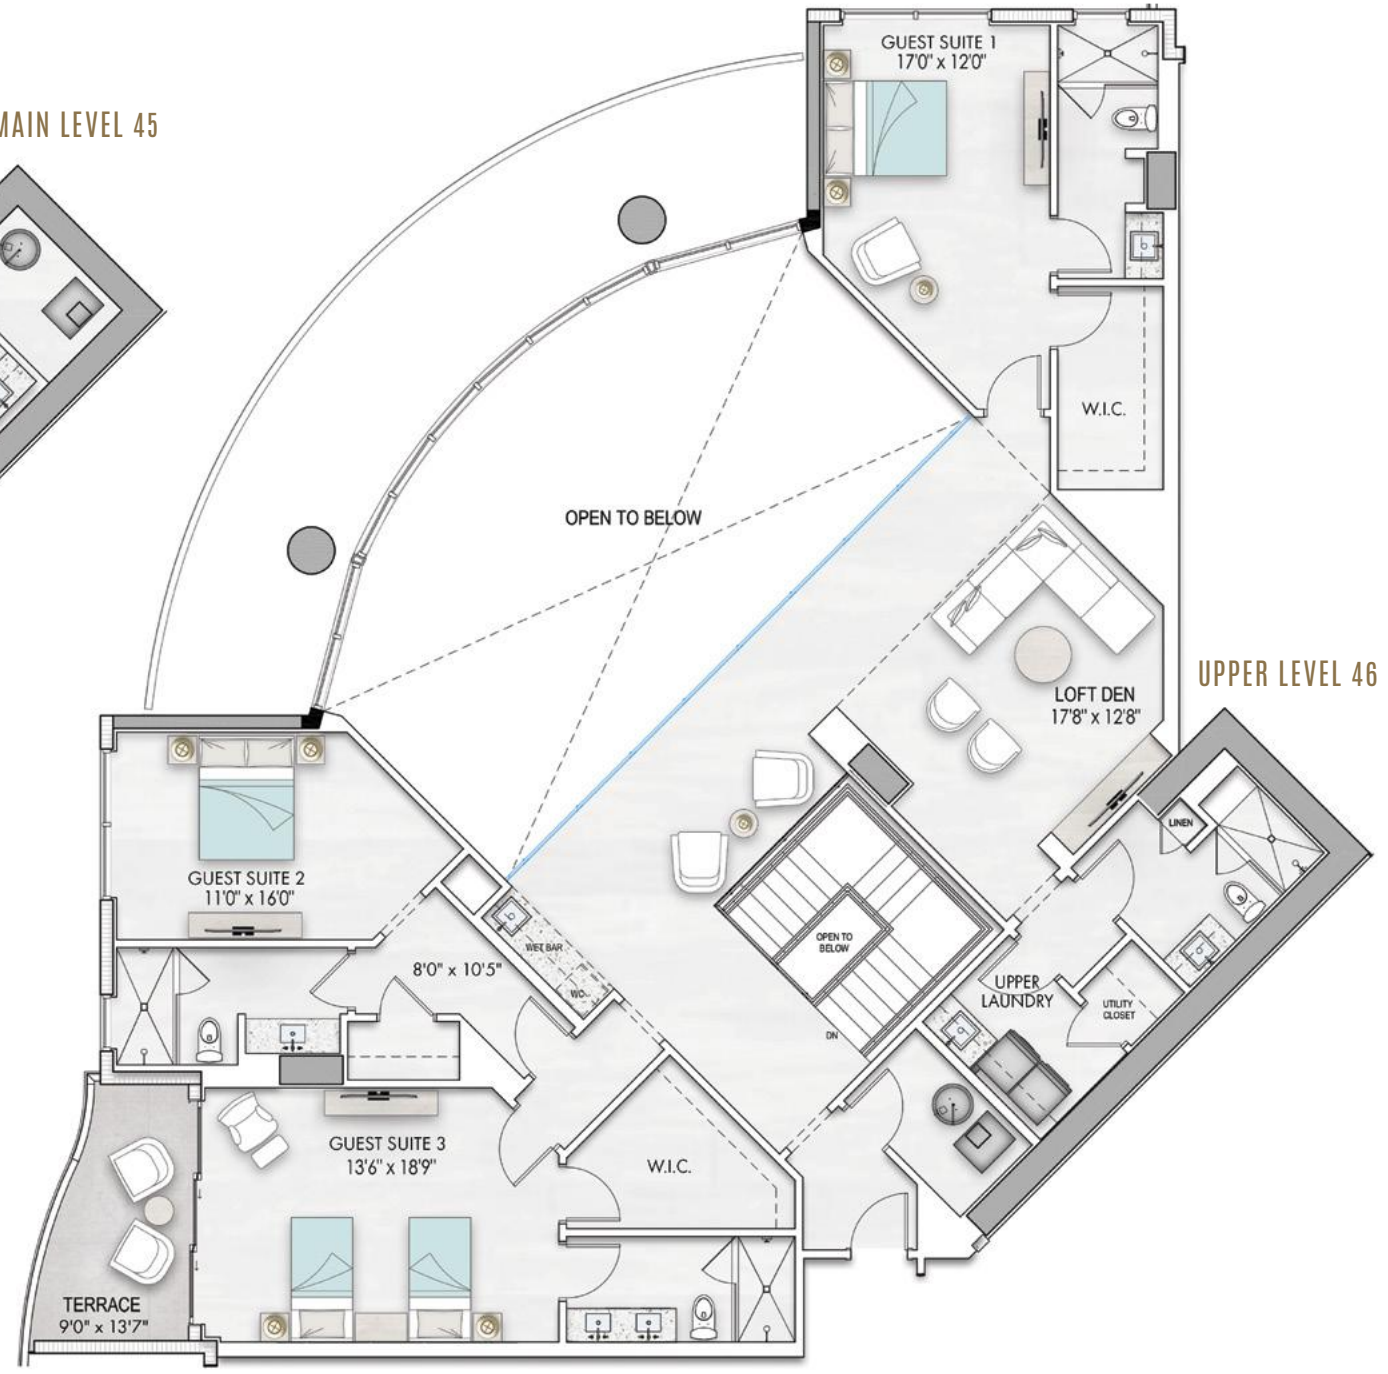 GUEST SUITE 1
17'0" x 12'0"
MAIN LEVEL 45
W.I.C.
OPEN TO BELOW
UPPER LEVEL 46
LOFT DEN
17'8" x 12'8"
LINEN
GUEST SUITE 2
11'0" x 16'0"
WET BAR
OPEN TO
BELOW
8'0" x 10'5"
WC
UPPER
LAUNDRY
UTILITY
CLOSET
DN
GUEST SUITE 3
13'6" x 18'9"
W.I.C.
TERRACE
9'0" x 13'7"